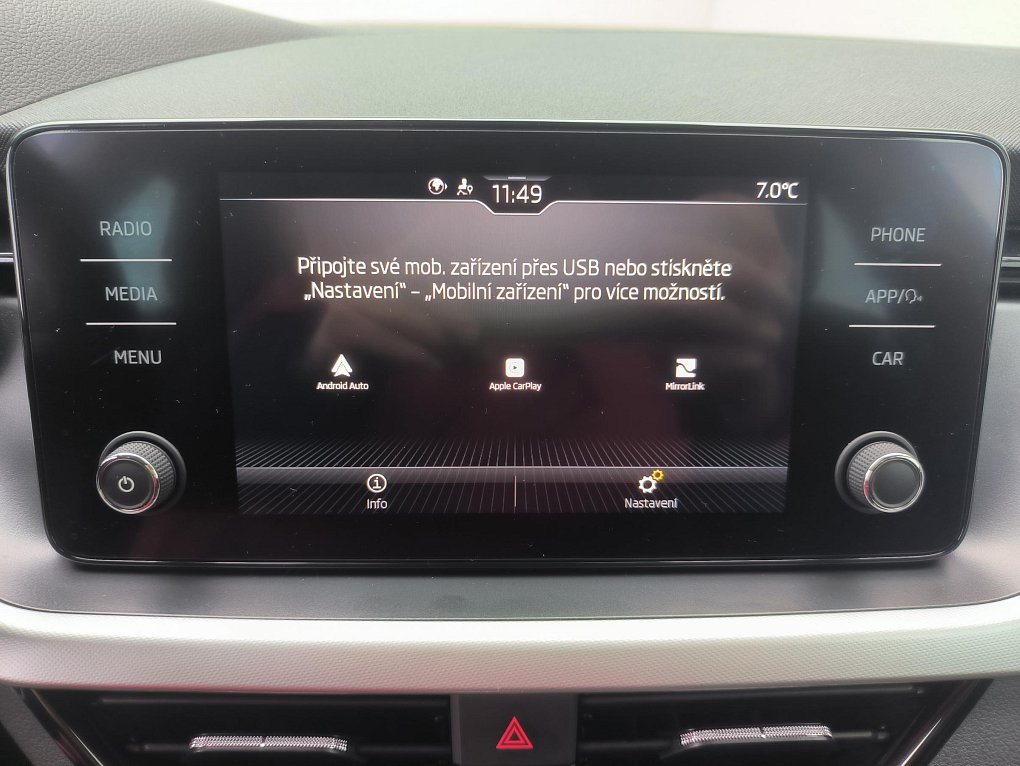 11:49
7.0°C
RADIO
MEDIA
MENU
Připojte své mob. zařízení přes USB nebo stiskněte
„Nastavení“ – „Mobilní zařízení“ pro více možností.
Android Auto
Apple CarPlay
MirrorLink
Info
Nastavení
PHONE
APP/
CAR